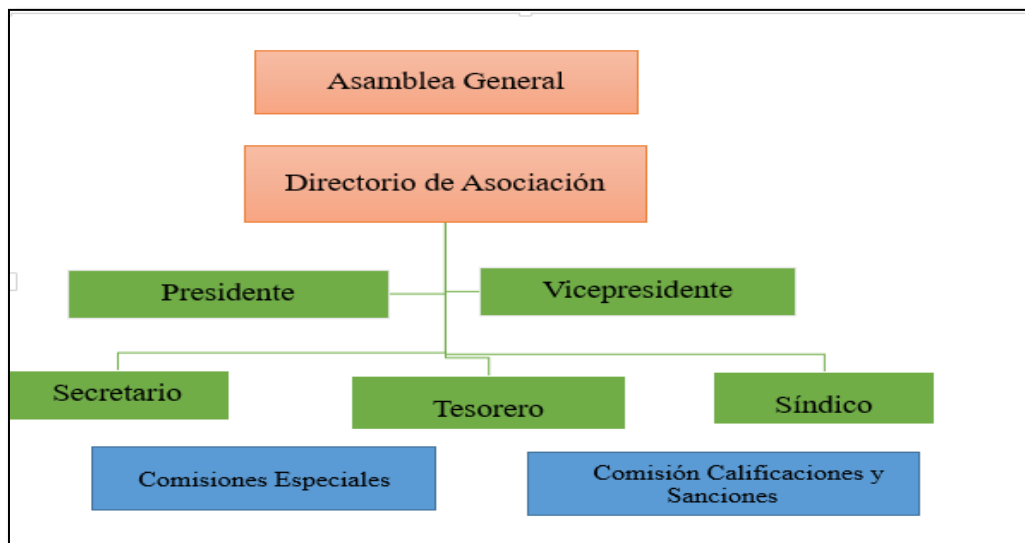 Asamblea General
Directorio de Asociación
Presidente
Vicepresidente
Secretario
Tesorero
Síndico
Comisiones Especiales
Comisión Calificaciones y
Sanciones